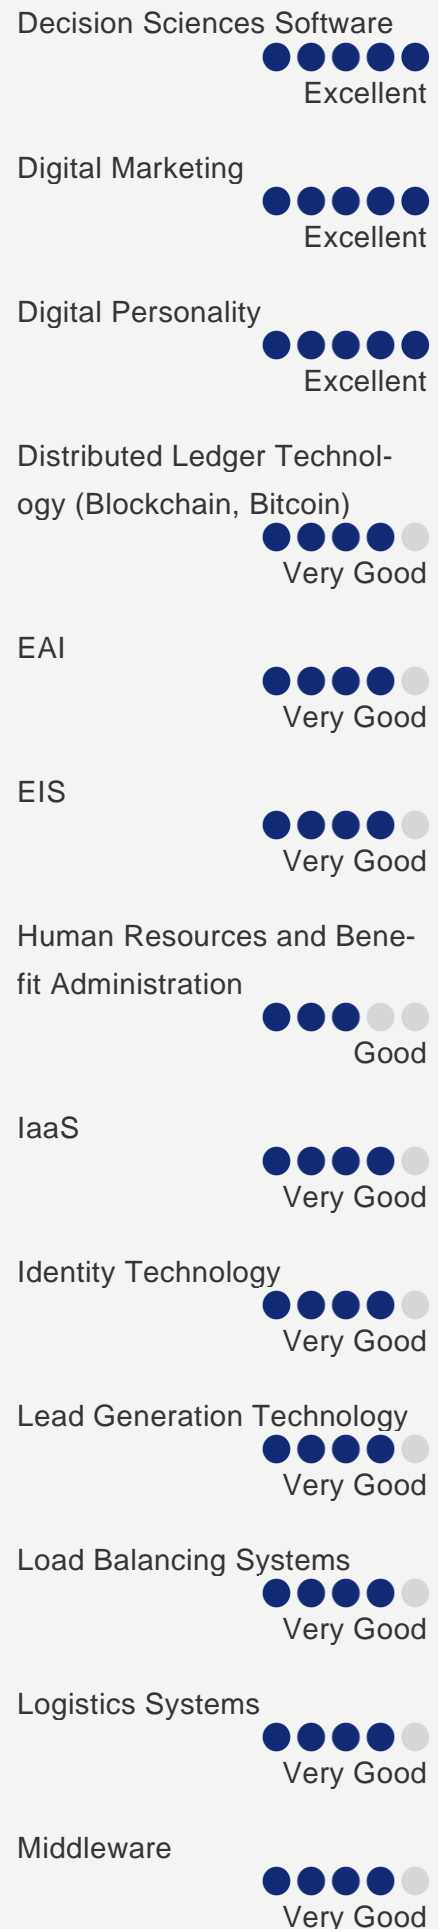 Decision Sciences Software
Excellent
Digital Marketing
Excellent
Digital Personality
Excellent
Distributed Ledger Technol-
ogy (Blockchain, Bitcoin)
Very Good
EAI
Very Good
EIS
Very Good
Human Resources and Bene-
fit Administration
Good
IaaS
Very Good
Identity Technology
Very Good
Lead Generation Technology
Very Good
Load Balancing Systems
Very Good
Logistics Systems
Very Good
Middleware
Very Good